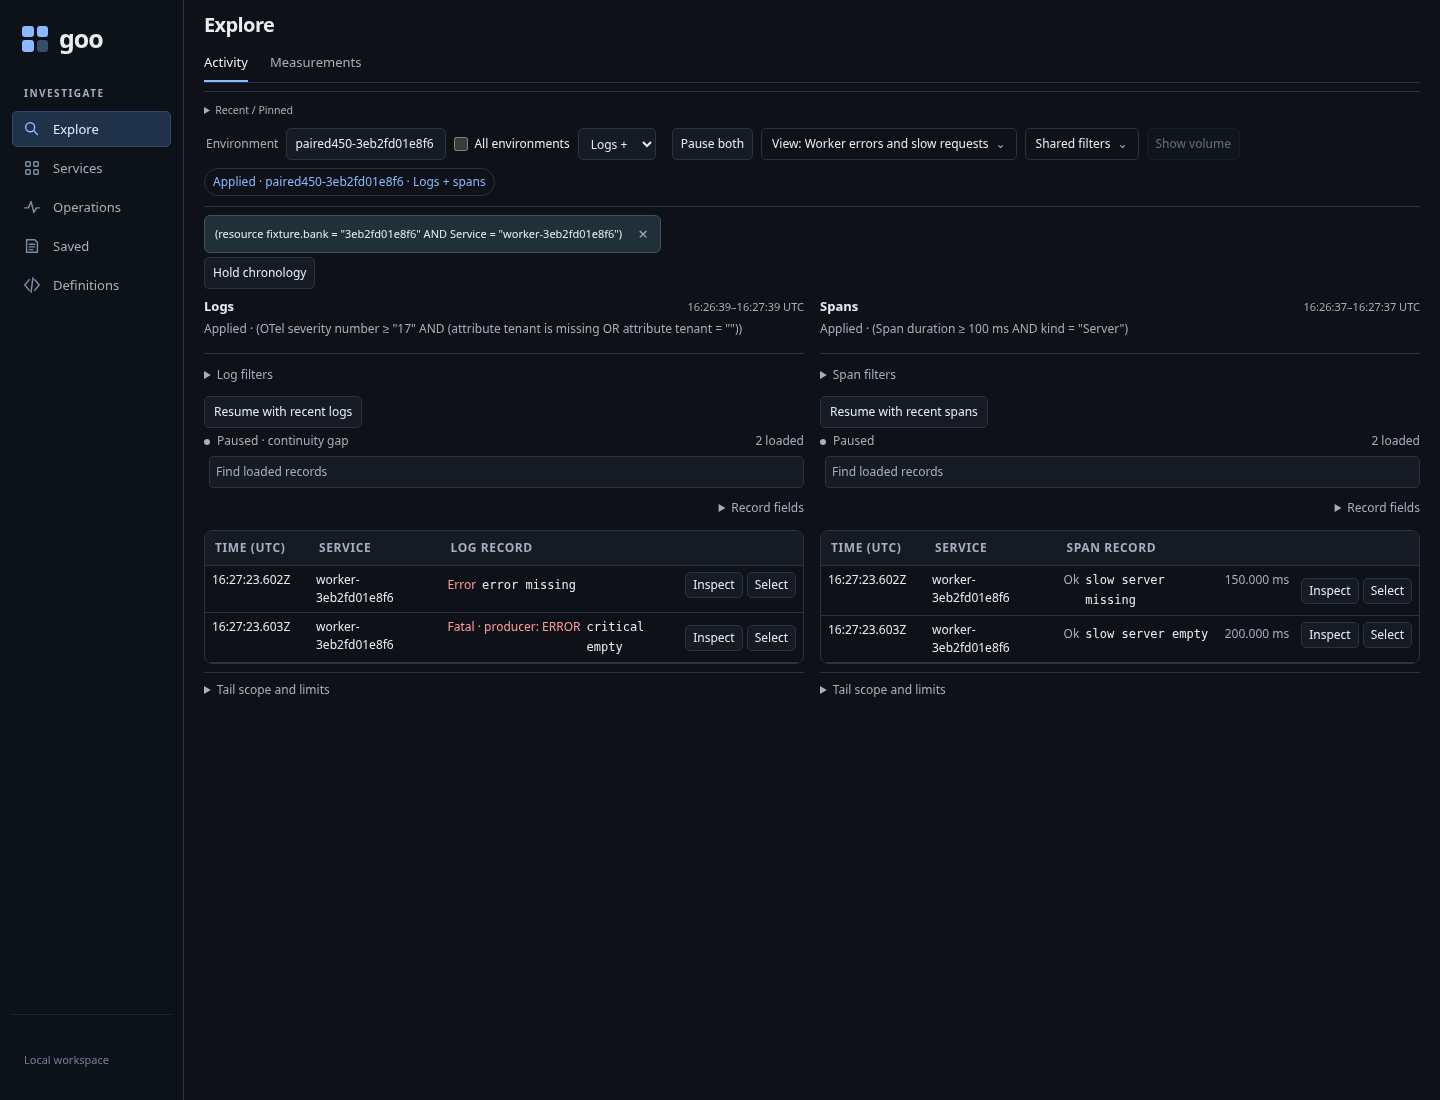 goo
INVESTIGATE
Explore
Services
Operations
Saved
Definitions
Local workspace
Explore
Activity Measurements
Recent / Pinned
Environment paired450-3eb2fd01e8f6 All environments Logs + Pause both View: Worker errors and slow requests Shared filters Show volume
Applied · paired450-3eb2fd01e8f6 · Logs + spans
(resource fixture.bank = "3eb2fd01e8f6" AND Service = "worker-3eb2fd01e8f6") ✕
Hold chronology
Logs 16:26:39–16:27:39 UTC
Applied · (OTel severity number ≥ "17" AND (attribute tenant is missing OR attribute tenant = ""))
Log filters
Resume with recent logs
Paused · continuity gap 2 loaded
Find loaded records
Record fields
TIME (UTC) SERVICE LOG RECORD
16:27:23.602Z worker- Error error missing Inspect Select
3eb2fd01e8f6
16:27:23.603Z worker- Fatal · producer: ERROR critical Inspect Select
3eb2fd01e8f6 empty
Tail scope and limits
Spans 16:26:37–16:27:37 UTC
Applied · (Span duration ≥ 100 ms AND kind = "Server")
Span filters
Resume with recent spans
Paused 2 loaded
Find loaded records
Record fields
TIME (UTC) SERVICE SPAN RECORD
16:27:23.602Z worker- Ok slow server 150.000 ms Inspect Select
3eb2fd01e8f6 missing
16:27:23.603Z worker- Ok slow server empty 200.000 ms Inspect Select
3eb2fd01e8f6
Tail scope and limits